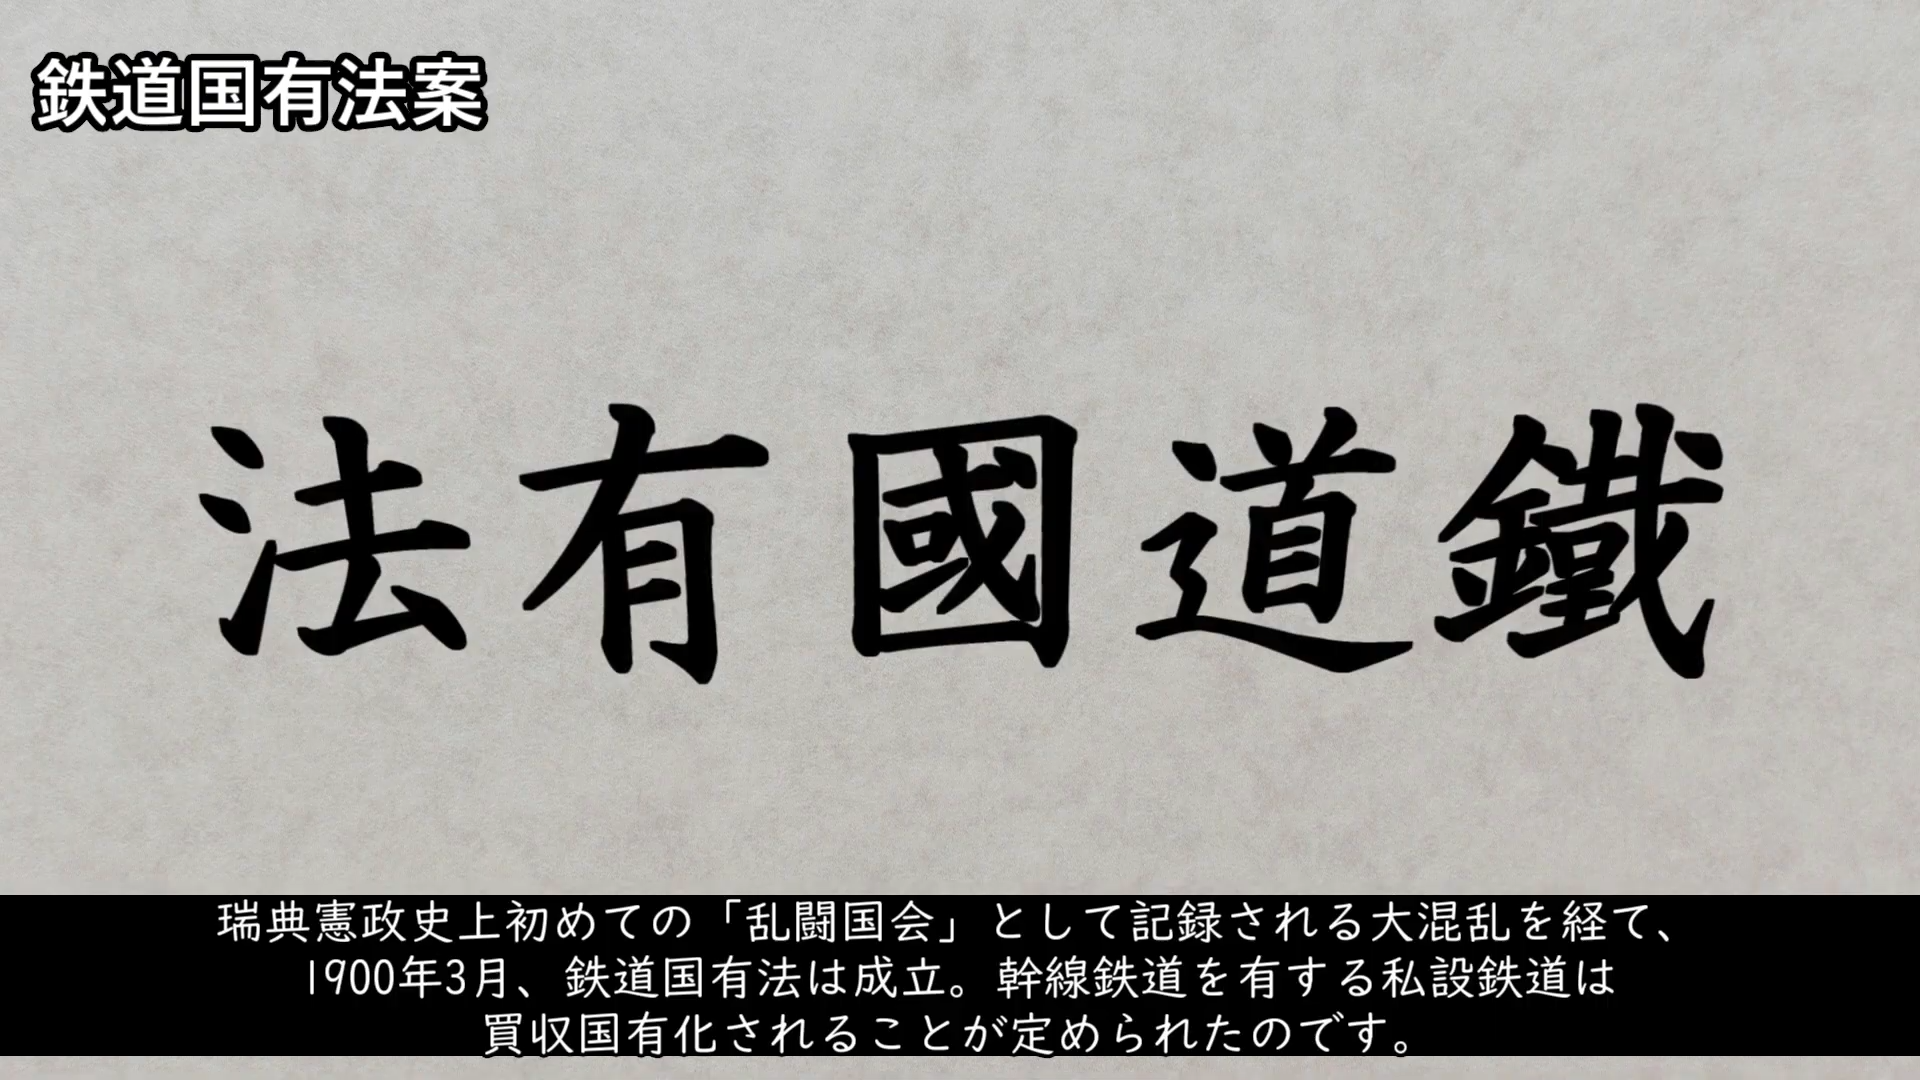 鉄道国有法案
法有國道鐵
瑞典憲政史上初めての「乱闘国会」として記録される大混乱を経て、
1900年3月、鉄道国有法は成立。幹線鉄道を有する私設鉄道は
買収国有化されることが定められたのです。